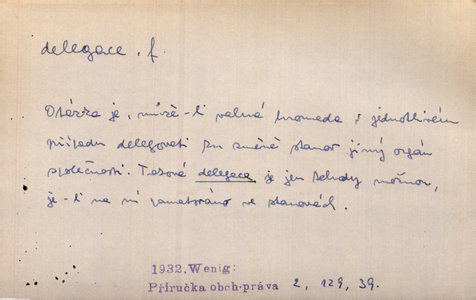 delegace, f.
Otázka je, může-li valná hromada v jednotlivém
případu delegovati ku změně stanov jiný orgán
společnosti. Taková delegace je jen tehdy možnou,
je-li na ni pamatováno ve stanovách.
1932. Wenig:
Příručka obch. práva 2, 129, 39.